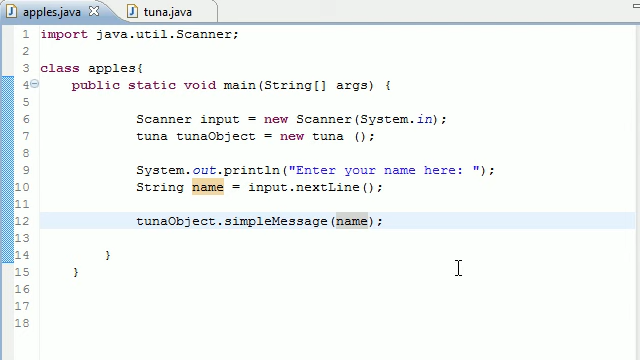 apples.java tuna.java
1 import java.util.Scanner;
2
3 class apples{
4 public static void main(String[] args) {
5
6 Scanner input = new Scanner(System.in);
7 tuna tunaObject = new tuna ();
8
9 System.out.println("Enter your name here: ");
10 String name = input.nextLine();
11
12 tunaObject.simpleMessage(name);
13
14 }
15 }
16
17
18